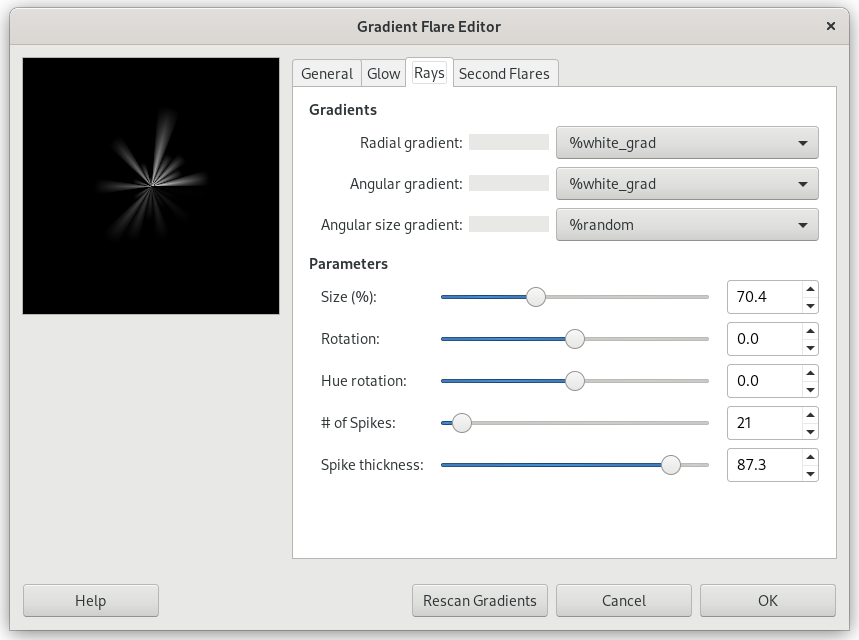 Gradient Flare Editor ×
General Glow Rays Second Flares
Gradients
Radial gradient: %white_grad
Angular gradient: %white_grad
Angular size gradient: %random
Parameters
Size (%): 70.4
Rotation: 0.0
Hue rotation: 0.0
# of Spikes: 21
Spike thickness: 87.3
Help Rescan Gradients Cancel OK